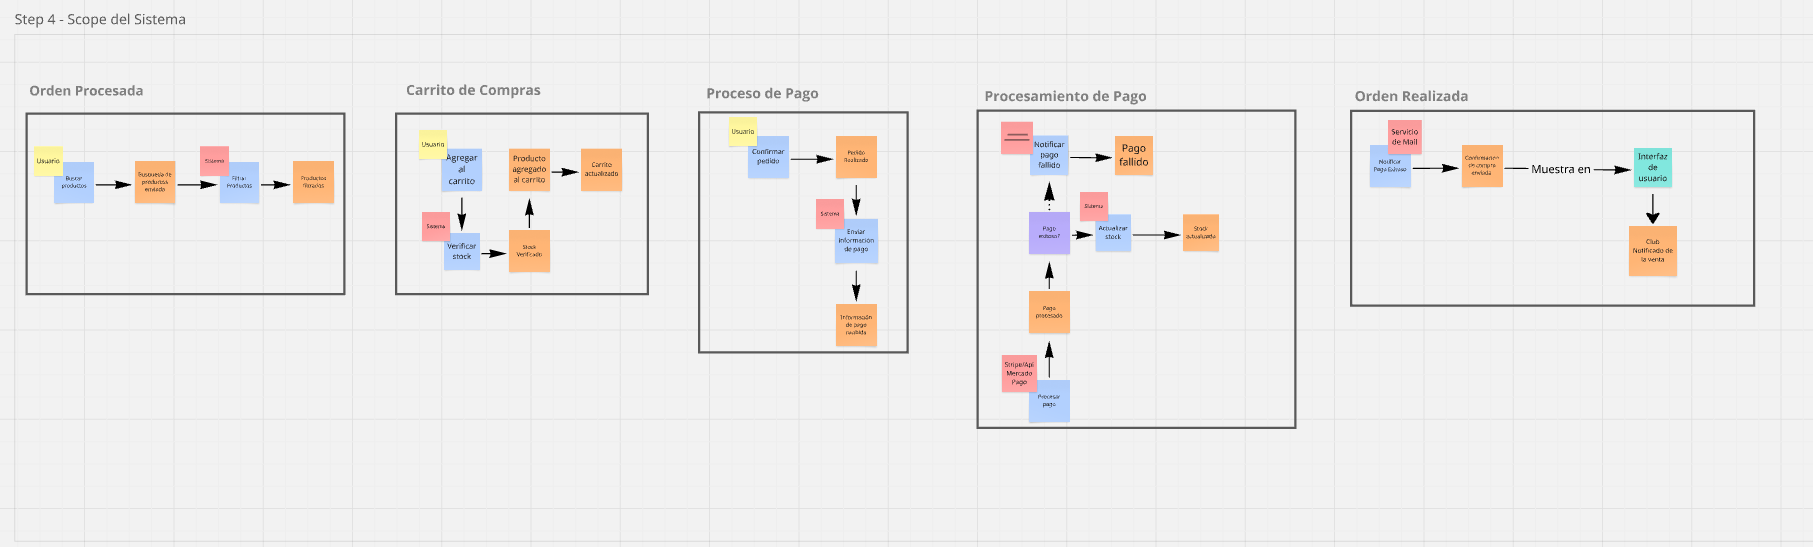 Step 4 - Scope del Sistema
Orden Procesada
Usuario
Buscar
productos
Busqueda de
productos
enviada
Sistema
Filtrar
Productos
Productos
filtrados
Carrito de Compras
Usuario
Agregar
al
carrito
Producto
agregado
al carrito
Carrito
actualizado
Sistema
Verificar
stock
Stock
Verificado
Proceso de Pago
Usuario
Confirmar
pedido
Pedido
Realizado
Sistema
Enviar
información
de pago
Información
de pago
recibida
Procesamiento de Pago
Notificar
pago
fallido
Pago
fallido
Pago
exitoso?
Sistema
Actualizar
stock
Stock
actualizado
Pago
procesado
Stripe/Api
Mercado
Pago
Procesar
pago
Orden Realizada
Servicio
de Mail
Notificar
Pago Exitoso
Confirmacion
de compra
enviada
Muestra en
Interfaz
de
usuario
Club
Notificado de
la venta